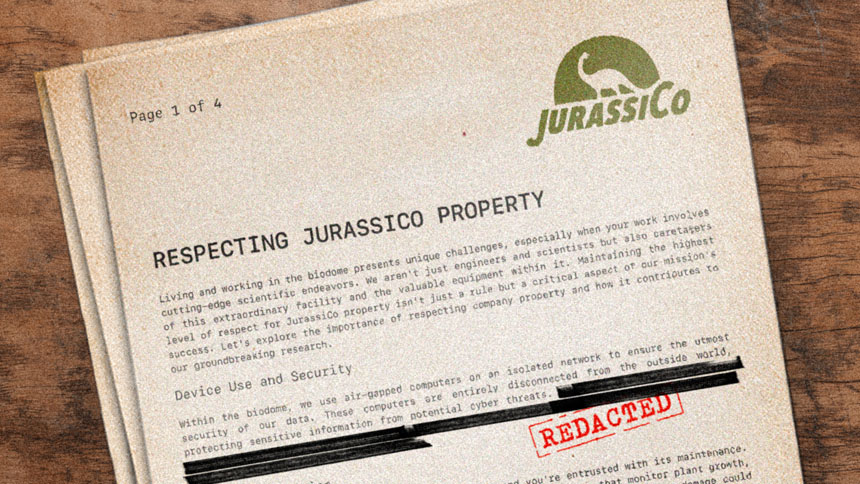 Page 1 of 4
JURASSICO
RESPECTING JURASSICO PROPERTY
Living and working in the biodome presents unique challenges, especially when your work involves
cutting-edge scientific endeavors. We aren't just engineers and scientists but also caretakers
of this extraordinary facility and the valuable equipment within it. Maintaining the highest
level of respect for JurassiCo property isn't just a rule but a critical aspect of our mission's
success. Let's explore the importance of respecting company property and how it contributes to
our groundbreaking research.
Device Use and Security
Within the biodome, we use air-gapped computers on an isolated network to ensure the utmost
security of our data. These computers are entirely disconnected from the outside world,
protecting sensitive information from potential cyber threats.
REDACTED
you're entrusted with its maintenance.
that monitor plant growth,
could